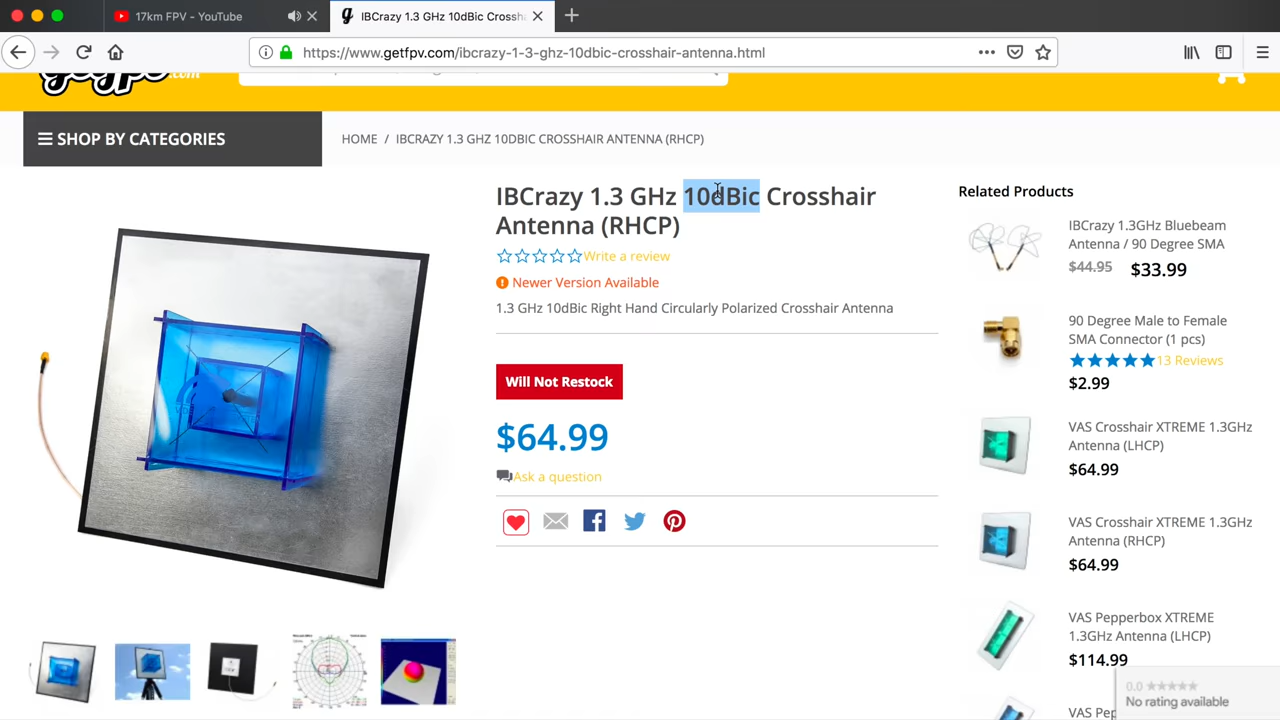 17km FPV - YouTube
IBCrazy 1.3 GHz 10dBic Crossha
https://www.getfpv.com/ibcrazy-1-3-ghz-10dbic-crosshair-antenna.html
.com
SHOP BY CATEGORIES
HOME / IBCRAZY 1.3 GHZ 10DBIC CROSSHAIR ANTENNA (RHCP)
IBCrazy 1.3 GHz 10dBic Crosshair
Antenna (RHCP)
Write a review
Newer Version Available
1.3 GHz 10dBic Right Hand Circularly Polarized Crosshair Antenna
Will Not Restock
$64.99
Ask a question
Related Products
IBCrazy 1.3GHz Bluebeam
Antenna / 90 Degree SMA
$44.95 $33.99
90 Degree Male to Female
SMA Connector (1 pcs)
13 Reviews
$2.99
VAS Crosshair XTREME 1.3GHz
Antenna (LHCP)
$64.99
VAS Crosshair XTREME 1.3GHz
Antenna (RHCP)
$64.99
VAS Pepperbox XTREME
1.3GHz Antenna (LHCP)
$114.99
VAS Pep
0.0
No rating available